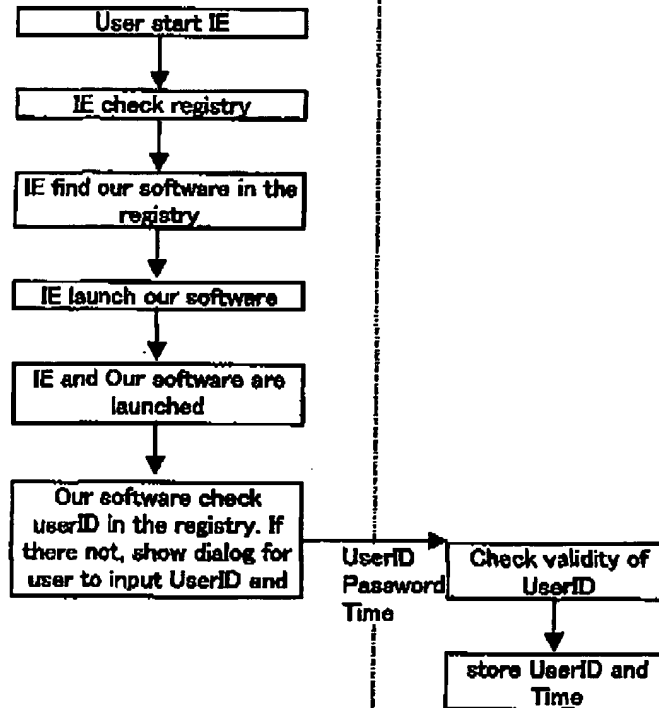 User start IE
IE check registry
IE find our software in the
registry
IE launch our software
IE and Our software are
launched
Our software check
userID in the registry. If
there not, show dialog for
user to input UserID and
UserID
Password
Time
Check validity of
UserID
store UserID and
Time